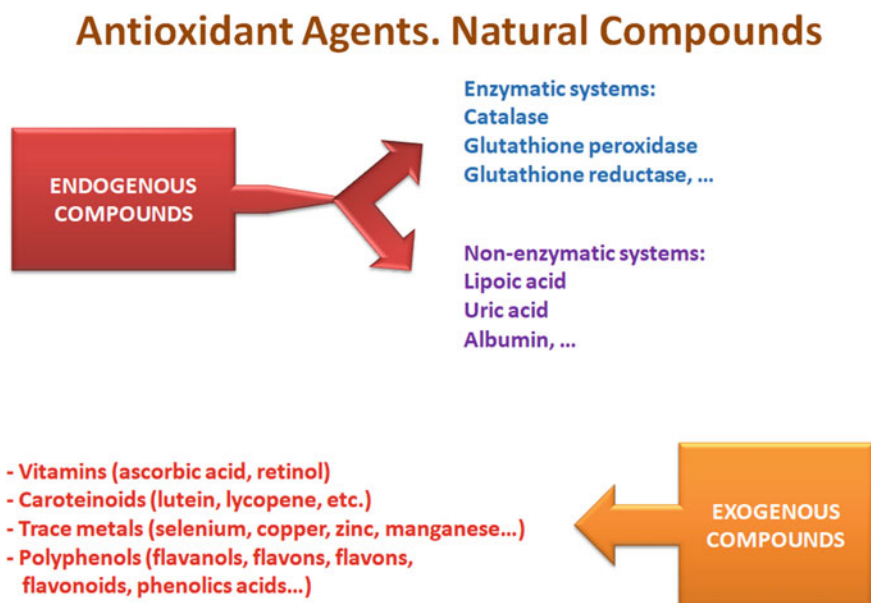 Antioxidant Agents. Natural Compounds
ENDOGENOUS
COMPOUNDS
Enzymatic systems:
Catalase
Glutathione peroxidase
Glutathione reductase, ...
Non-enzymatic systems:
Lipoic acid
Uric acid
Albumin, ...
- Vitamins (ascorbic acid, retinol)
- Caroteinoids (lutein, lycopene, etc.)
- Trace metals (selenium, copper, zinc, manganese...)
- Polyphenols (flavanols, flavons, flavons,
flavonoids, phenolics acids...)
EXOGENOUS
COMPOUNDS